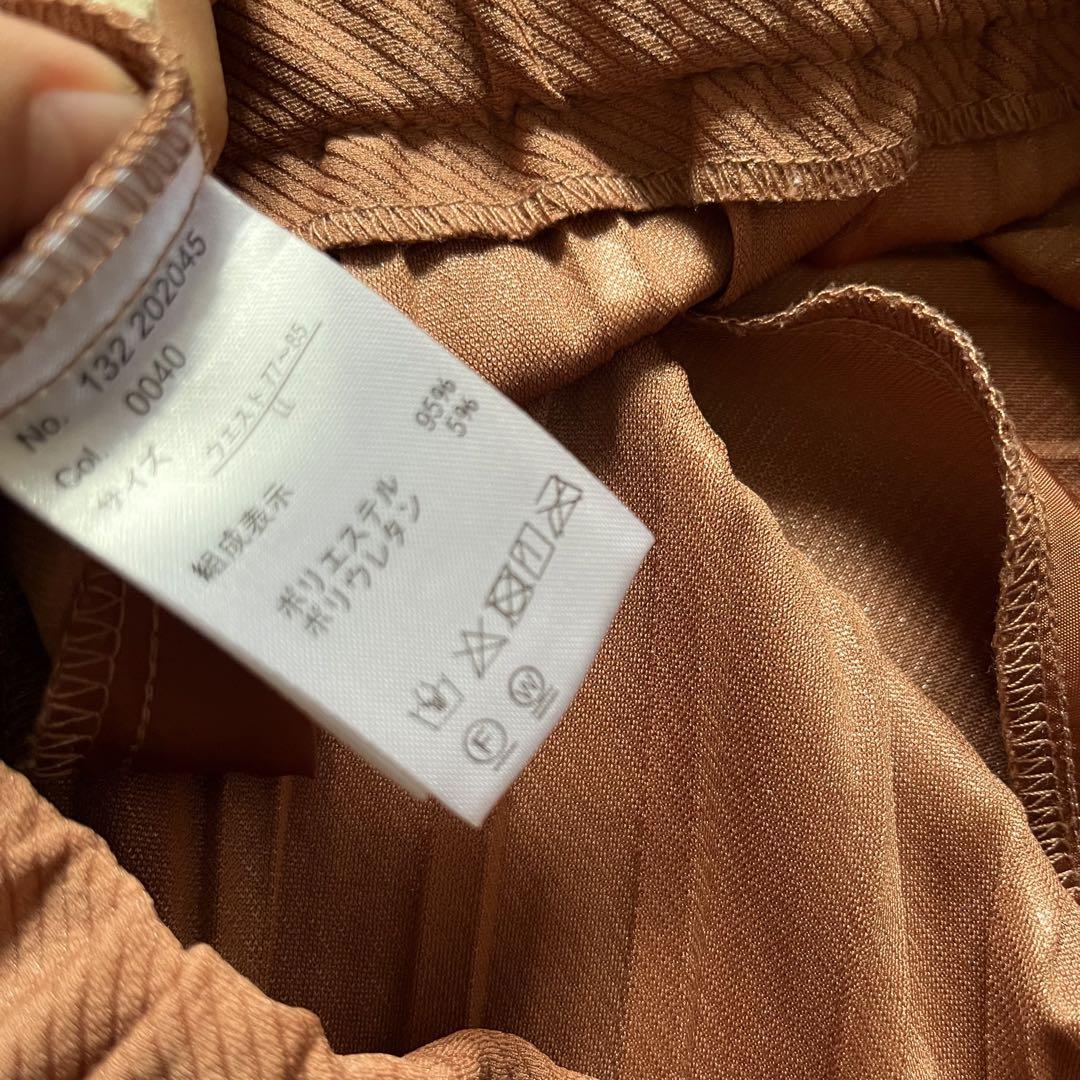 No. 132 202045
Col. 0040
サイズ ウエスト77~85
LL
組成表示
ポリエステル 95%
ポリウレタン 5%
F W